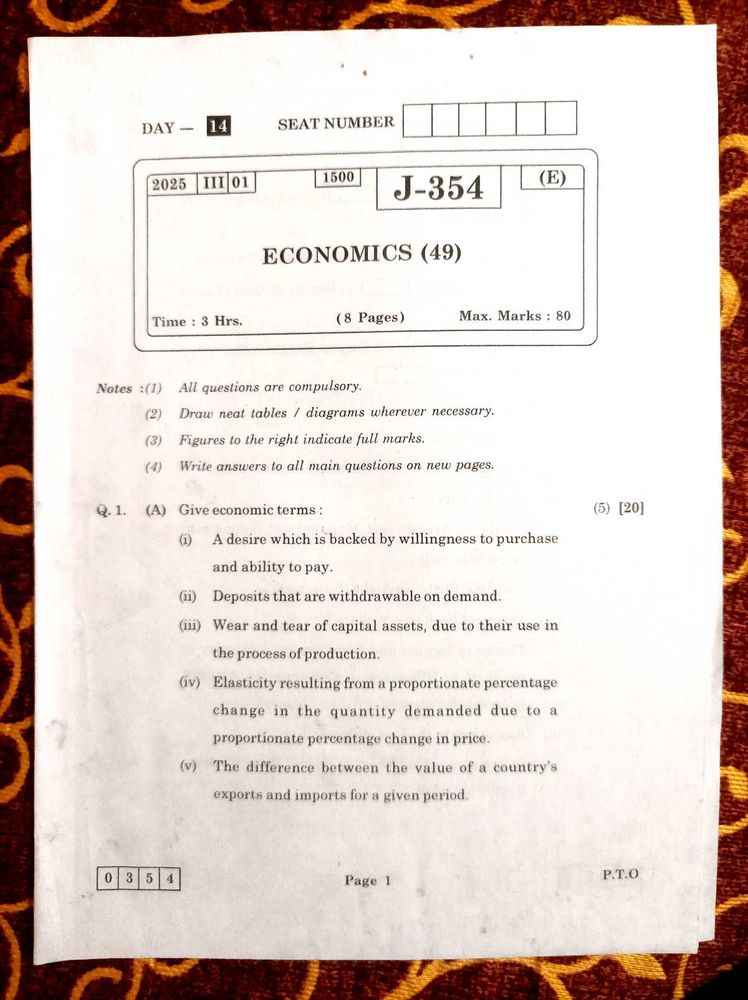 DAY — 14 SEAT NUMBER
2025 III 01 1500 J-354 (E)
ECONOMICS (49)
Time : 3 Hrs. (8 Pages) Max. Marks : 80
Notes :(1) All questions are compulsory.
(2) Draw neat tables / diagrams wherever necessary.
(3) Figures to the right indicate full marks.
(4) Write answers to all main questions on new pages.
Q. 1. (A) Give economic terms : (5) [20]
(i) A desire which is backed by willingness to purchase
and ability to pay.
(ii) Deposits that are withdrawable on demand.
(iii) Wear and tear of capital assets, due to their use in
the process of production.
(iv) Elasticity resulting from a proportionate percentage
change in the quantity demanded due to a
proportionate percentage change in price.
(v) The difference between the value of a country's
exports and imports for a given period.
0 3 5 4 Page 1 P.T.O